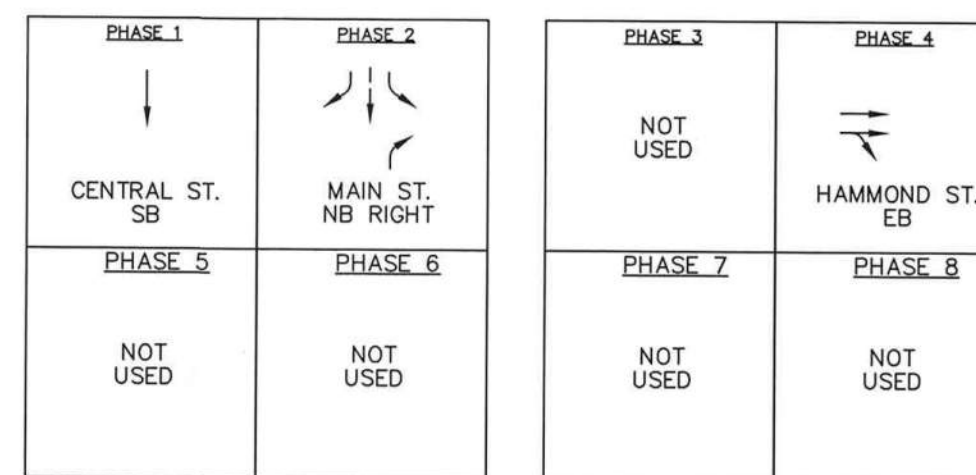 PHASE 1
CENTRAL ST.
SB
PHASE 2
MAIN ST.
NB RIGHT
PHASE 3
NOT
USED
PHASE 4
HAMMOND ST.
EB
PHASE 5
NOT
USED
PHASE 6
NOT
USED
PHASE 7
NOT
USED
PHASE 8
NOT
USED